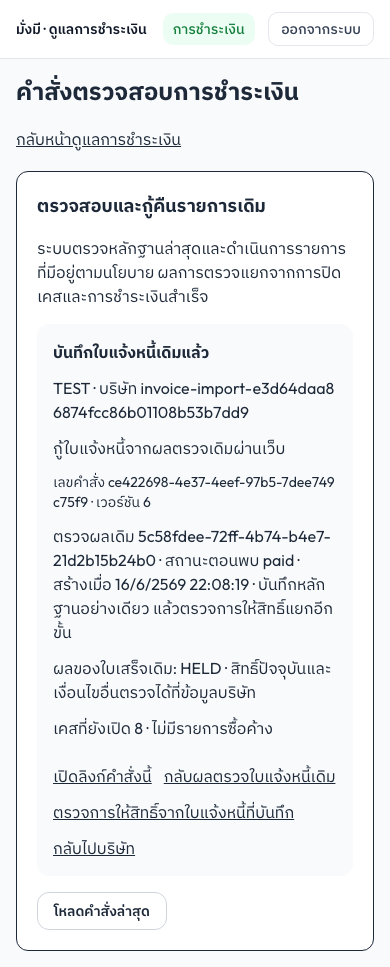 มั่งมี · ดูแลการชำระเงิน
การชำระเงิน
ออกจากระบบ
คำสั่งตรวจสอบการชำระเงิน
กลับหน้าดูแลการชำระเงิน
ตรวจสอบและกู้คืนรายการเดิม
ระบบตรวจหลักฐานล่าสุดและดำเนินการรายการ
ที่มีอยู่ตามนโยบาย ผลการตรวจแยกจากการปิด
เคสและการชำระเงินสำเร็จ
บันทึกใบแจ้งหนี้เดิมแล้ว
TEST · บริษัท invoice-import-e3d64daa8
6874fcc86b01108b53b7dd9
กู้ใบแจ้งหนี้จากผลตรวจเดิมผ่านเว็บ
เลขคำสั่ง ce422698-4e37-4eef-97b5-7dee749
c75f9 · เวอร์ชัน 6
ตรวจผลเดิม 5c58fdee-72ff-4b74-b4e7-
21d2b15b24b0 · สถานะตอนพบ paid ·
สร้างเมื่อ 16/6/2569 22:08:19 · บันทึกหลัก
ฐานอย่างเดียว แล้วตรวจการให้สิทธิ์แยกอีก
ขั้น
ผลของใบเสร็จเดิม: HELD · สิทธิ์ปัจจุบันและ
เงื่อนไขอื่นตรวจได้ที่ข้อมูลบริษัท
เคสที่ยังเปิด 8 · ไม่มีรายการซื้อค้าง
เปิดลิงก์คำสั่งนี้ กลับผลตรวจใบแจ้งหนี้เดิม
ตรวจการให้สิทธิ์จากใบแจ้งหนี้ที่บันทึก
กลับไปบริษัท
โหลดคำสั่งล่าสุด